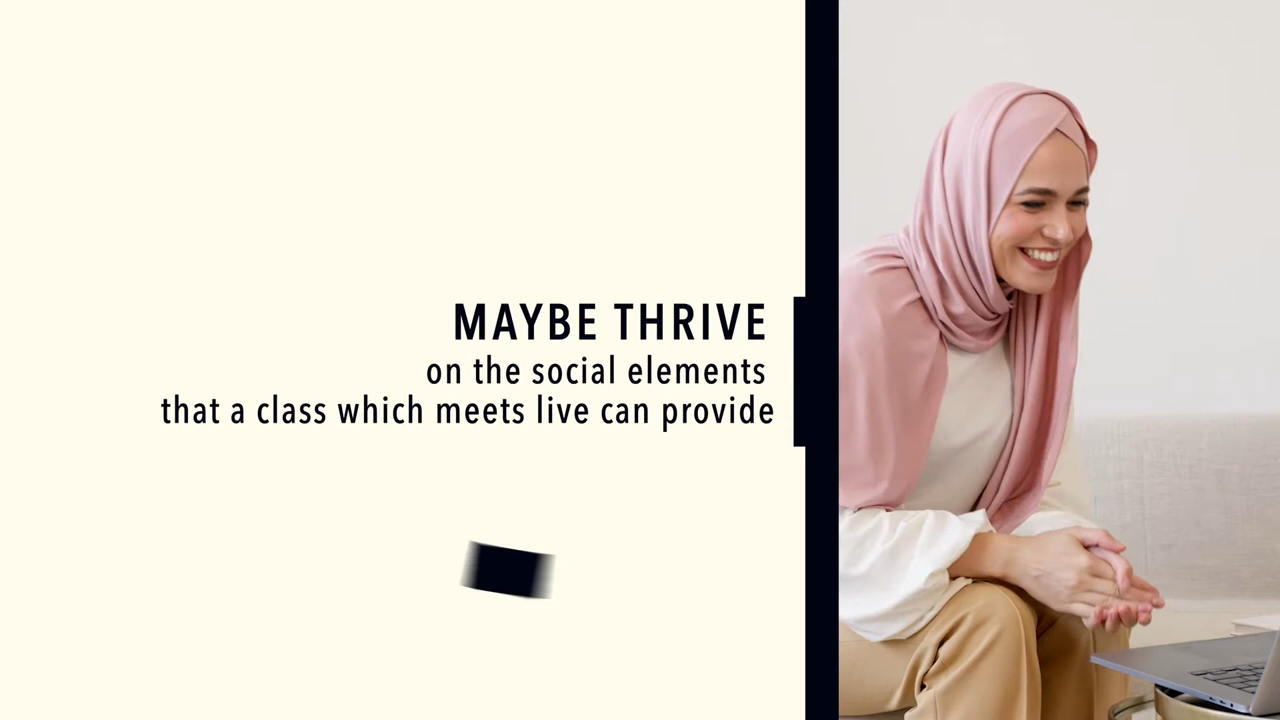 MAYBE THRIVE
on the social elements
that a class which meets live can provide